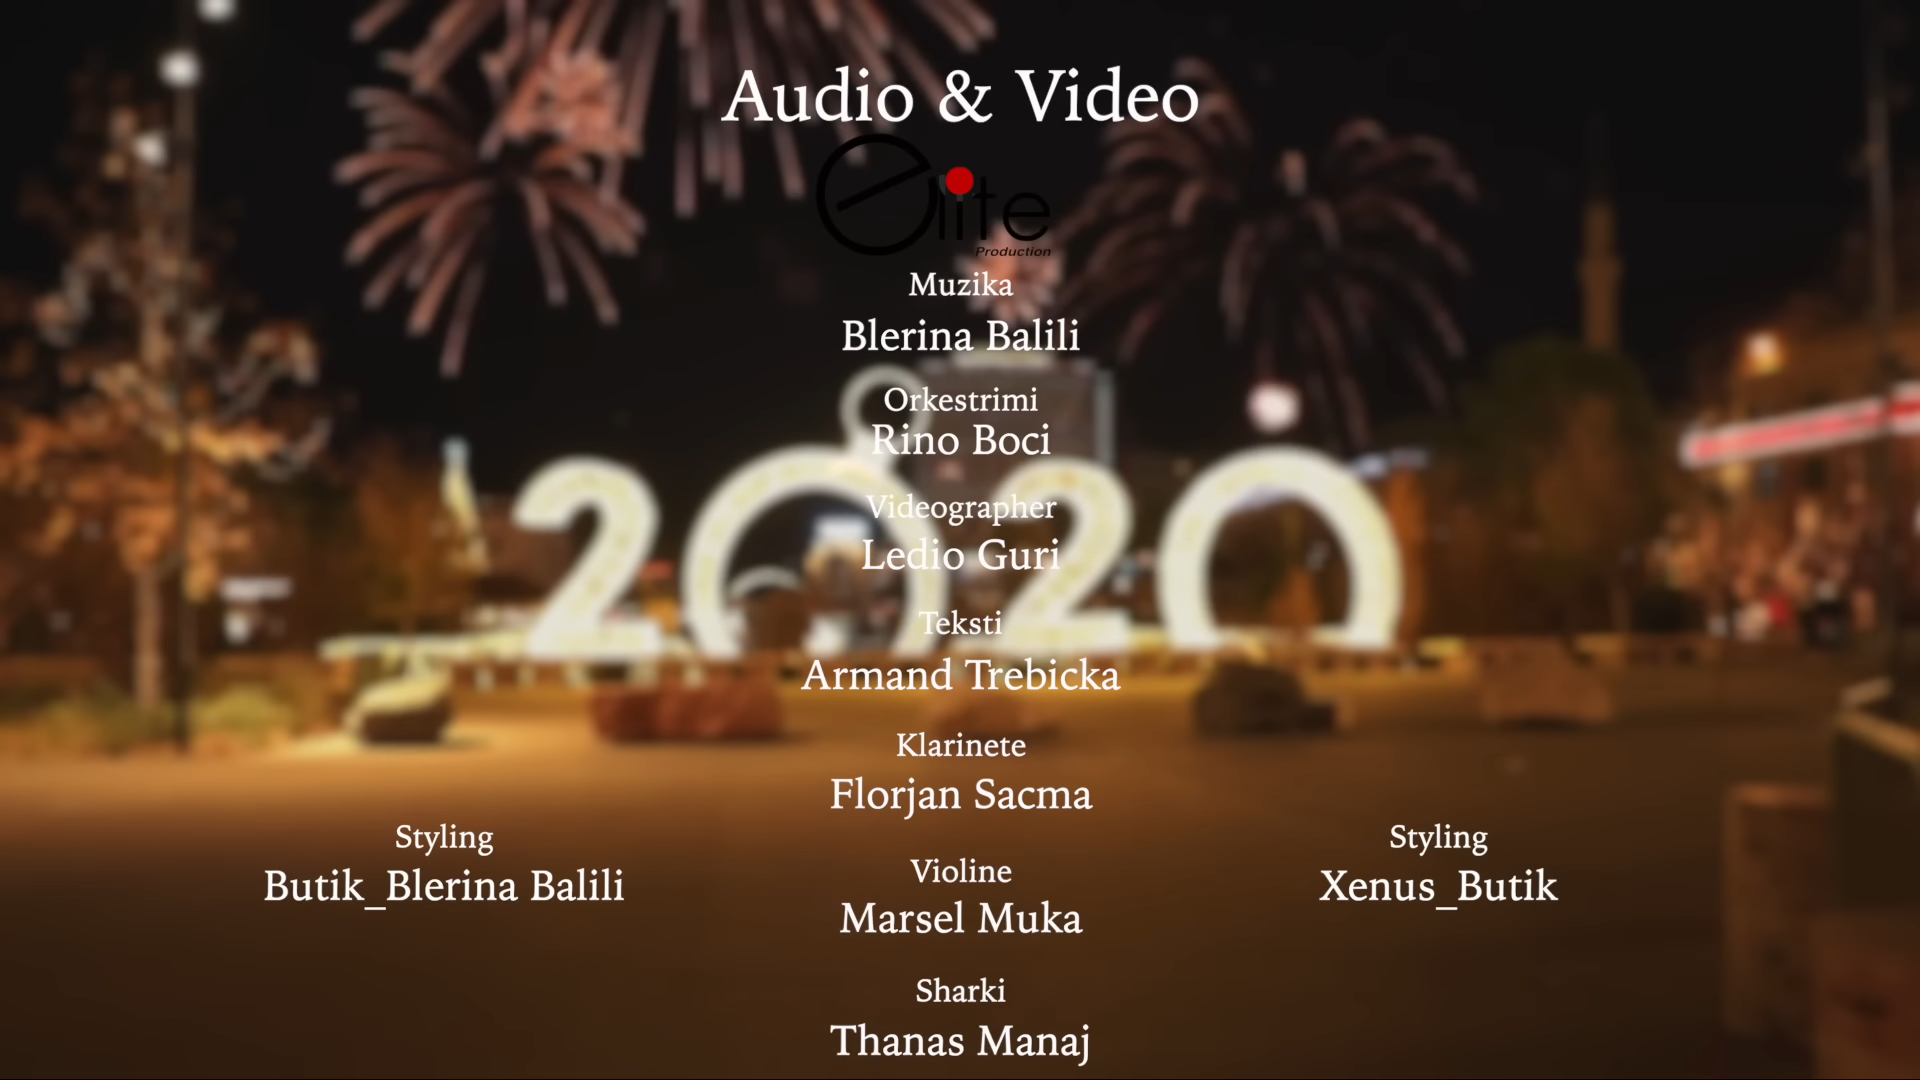 Audio & Video
elite
Production
Muzika
Blerina Balili
Orkestrimi
Rino Boci
Videographer
Ledio Guri
Teksti
Armand Trebicka
Klarinete
Florjan Sacma
Styling
Butik_Blerina Balili
Violine
Marsel Muka
Styling
Xenus_Butik
Sharki
Thanas Manaj
2020